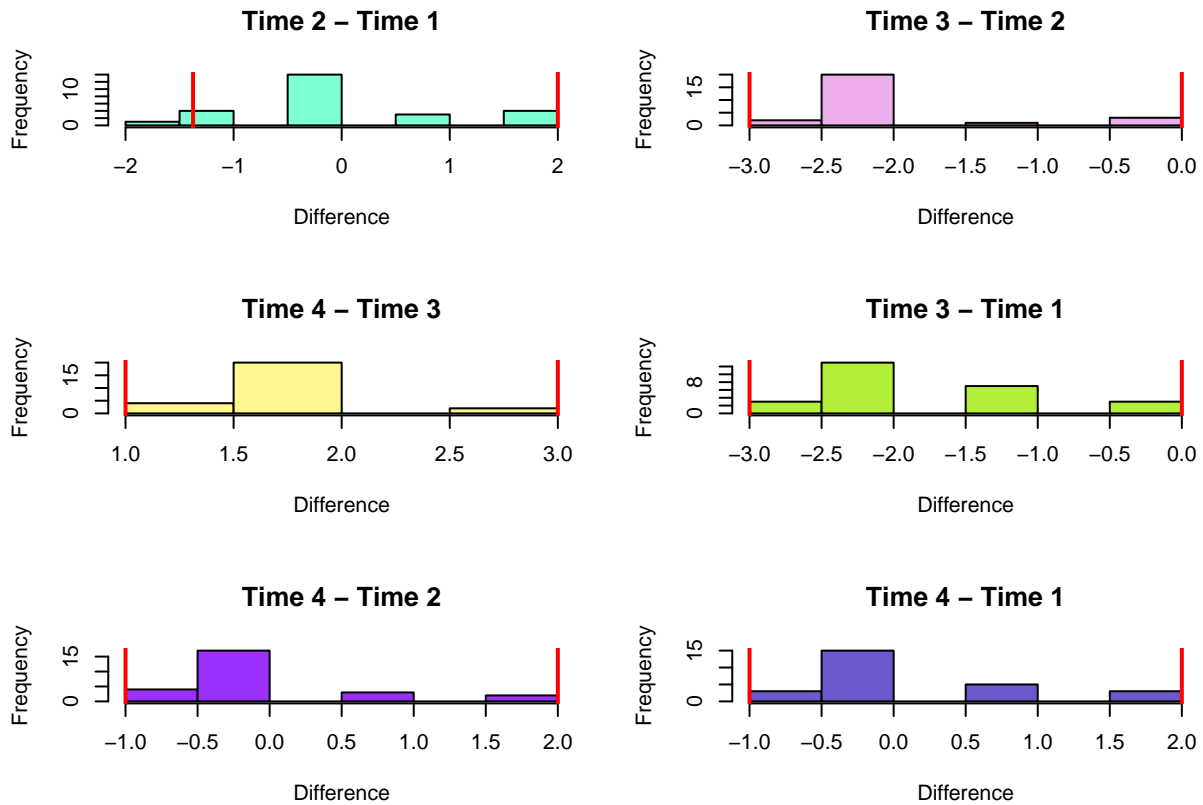 Time 2 − Time 1
Frequency
0 10
−2 −1 0 1 2
Difference
Time 3 − Time 2
Frequency
0 15
−3.0 −2.5 −2.0 −1.5 −1.0 −0.5 0.0
Difference
Time 4 − Time 3
Frequency
0 15
1.0 1.5 2.0 2.5 3.0
Difference
Time 3 − Time 1
Frequency
0 8
−3.0 −2.5 −2.0 −1.5 −1.0 −0.5 0.0
Difference
Time 4 − Time 2
Frequency
0 15
−1.0 −0.5 0.0 0.5 1.0 1.5 2.0
Difference
Time 4 − Time 1
Frequency
0 15
−1.0 −0.5 0.0 0.5 1.0 1.5 2.0
Difference